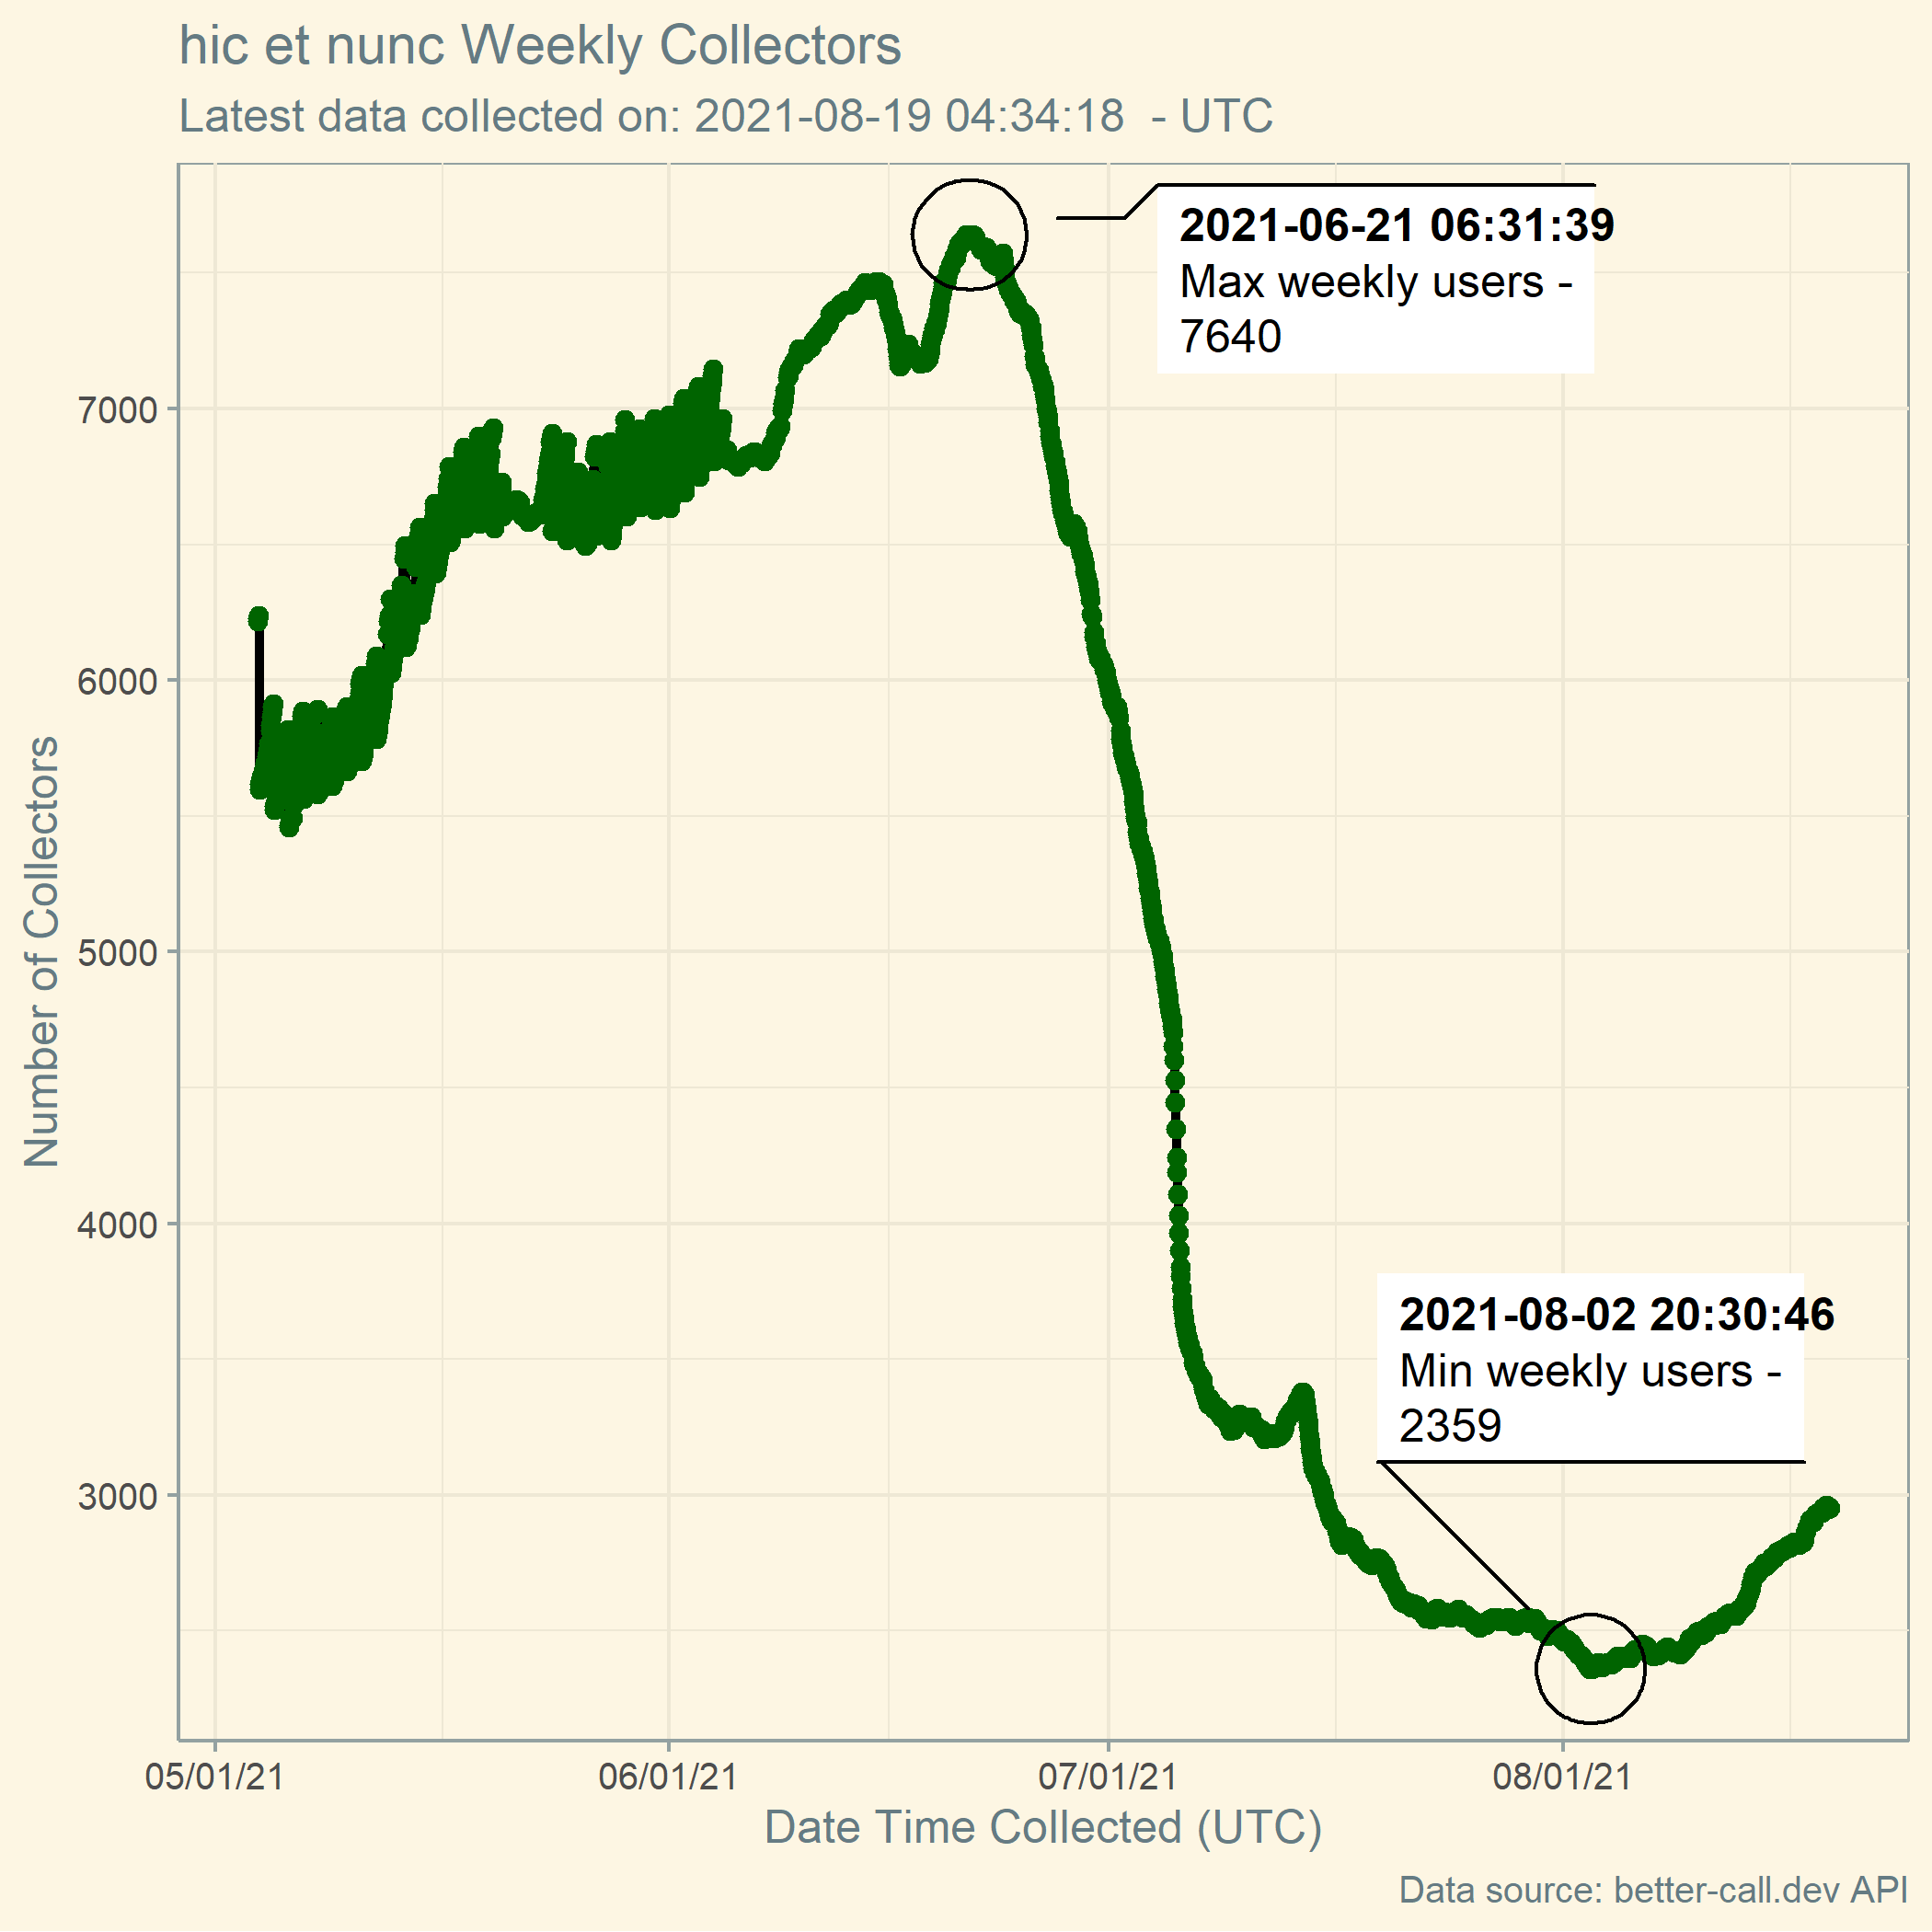 hic et nunc Weekly Collectors
Latest data collected on: 2021-08-19 04:34:18  - UTC
2021-06-21 06:31:39
Max weekly users -
7640
7000
6000
5000
4000
3000
Number of Collectors
2021-08-02 20:30:46
Min weekly users -
2359
05/01/21 06/01/21 07/01/21 08/01/21
Date Time Collected (UTC)
Data source: better-call.dev API